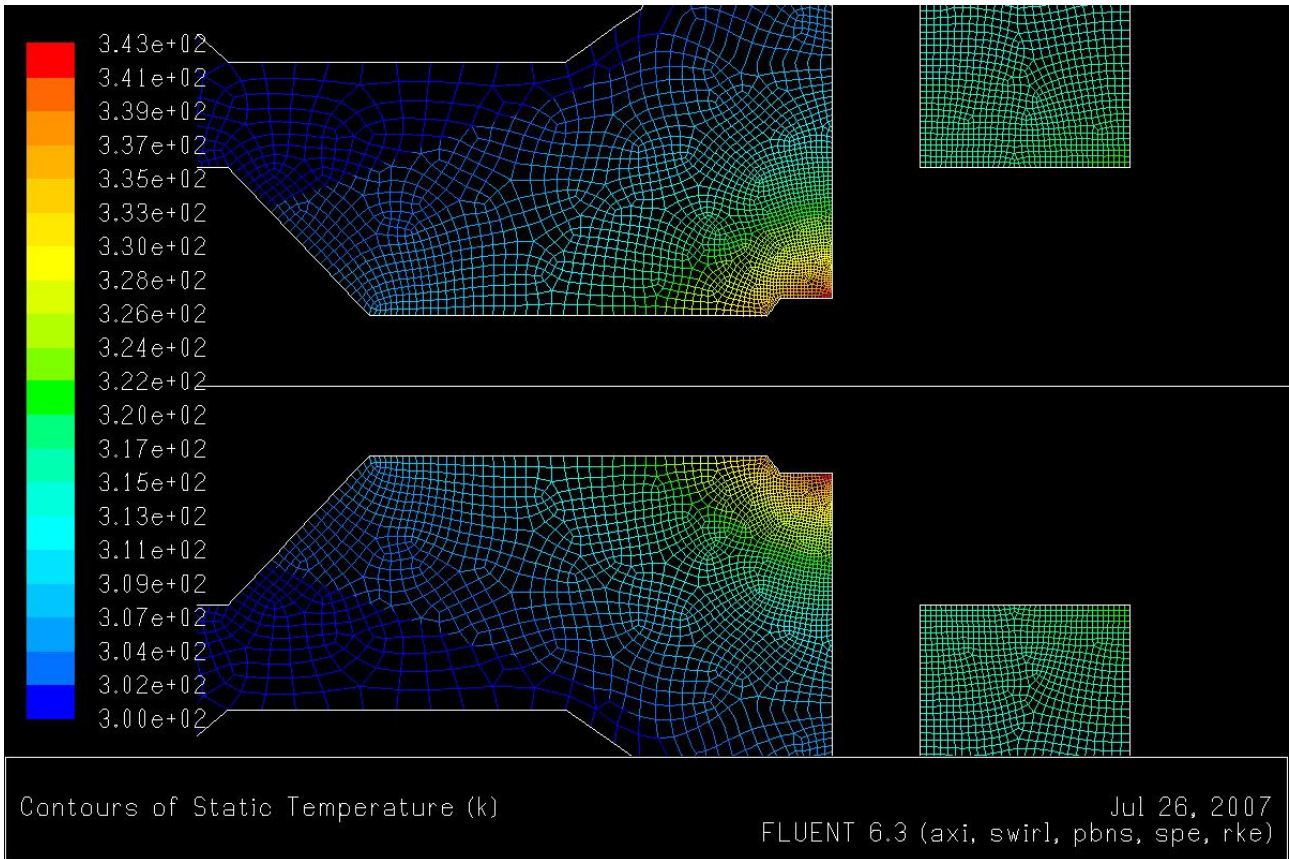 3.43e+02
3.41e+02
3.39e+02
3.37e+02
3.35e+02
3.33e+02
3.30e+02
3.28e+02
3.26e+02
3.24e+02
3.22e+02
3.20e+02
3.17e+02
3.15e+02
3.13e+02
3.11e+02
3.09e+02
3.07e+02
3.04e+02
3.02e+02
3.00e+02
Contours of Static Temperature (k)
Jul 26, 2007
FLUENT 6.3 (axi, swirl, pbns, spe, rke)